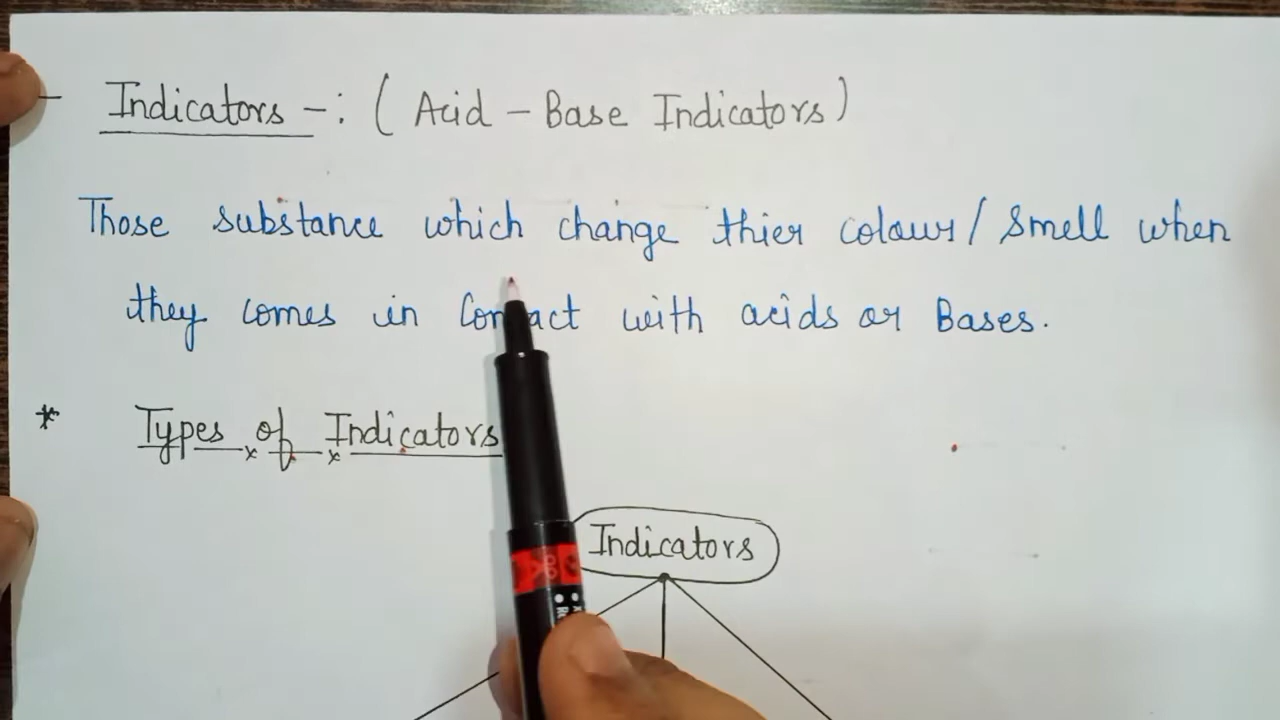 - Indicators -: ( Acid - Base Indicators )
Those substance which change thier colour / Smell when
they comes in Contact with acids or Bases.
* Types of Indicators
Indicators